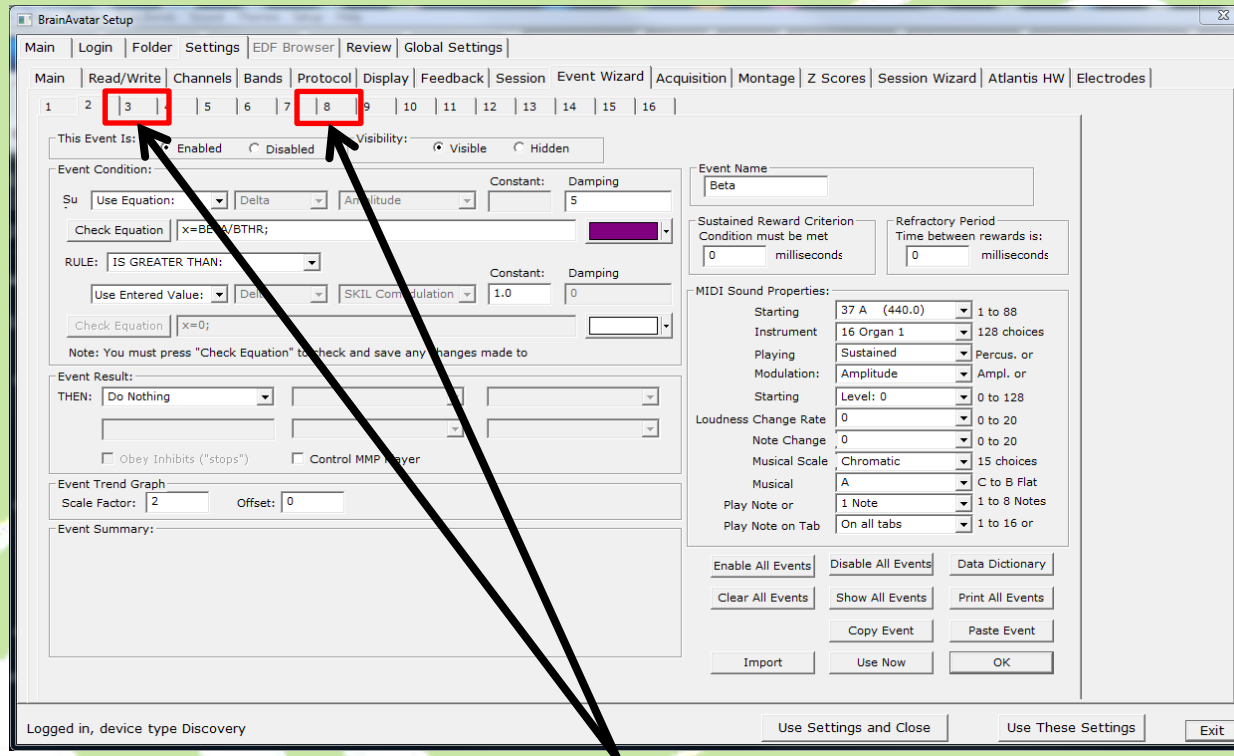 BrainAvatar Setup
Main Login Folder Settings EDF Browser Review Global Settings
Main Read/Write Channels Bands Protocol Display Feedback Session Event Wizard Acquisition Montage Z Scores Session Wizard Atlantis HW Electrodes
1 2 3 4 5 6 7 8 9 10 11 12 13 14 15 16
This Event Is: Enabled Disabled Visibility: Visible Hidden
Event Condition:
Constant: Damping
Su Use Equation: Delta Amplitude 5
Check Equation x=BETA/BTHR;
RULE: IS GREATER THAN:
Constant: Damping
Use Entered Value: Delta SKIL Comodulation 1.0 0
Check Equation x=0;
Note: You must press "Check Equation" to check and save any changes made to
Event Result:
THEN: Do Nothing
Obey Inhibits ("stops") Control MMP Player
Event Trend Graph
Scale Factor: 2 Offset: 0
Event Summary:
Event Name
Beta
Sustained Reward Criterion
Condition must be met
0 milliseconds
Refractory Period
Time between rewards is:
0 milliseconds
MIDI Sound Properties:
Starting 37 A (440.0) 1 to 88
Instrument 16 Organ 1 128 choices
Playing Sustained Percus. or
Modulation: Amplitude Ampl. or
Starting Level: 0 0 to 128
Loudness Change Rate 0 0 to 20
Note Change 0 0 to 20
Musical Scale Chromatic 15 choices
Musical A C to B Flat
Play Note or 1 Note 1 to 8 Notes
Play Note on Tab On all tabs 1 to 16 or
Enable All Events Disable All Events Data Dictionary
Clear All Events Show All Events Print All Events
Copy Event Paste Event
Import Use Now OK
Logged in, device type Discovery Use Settings and Close Use These Settings Exit